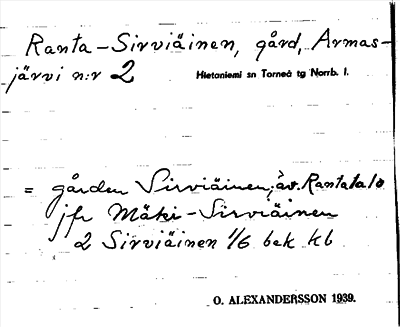 Ranta-Sirviäinen, gård, Armas-
järvi n:r 2 Hietaniemi sn Torneå tg Norrb. l.
= gården Sirviäinen; äv. Rantatalo
jfr Mäki-Sirviäinen
2 Sirviäinen 1/6 bek kb
O. ALEXANDERSSON 1939.